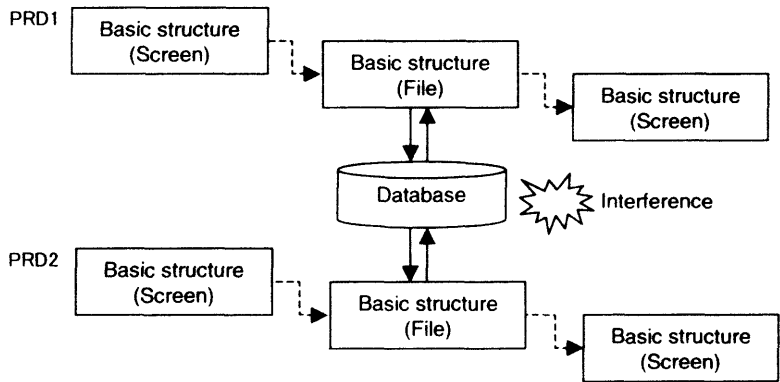 PRD1
Basic structure
(Screen)
Basic structure
(File)
Basic structure
(Screen)
Database
Interference
PRD2
Basic structure
(Screen)
Basic structure
(File)
Basic structure
(Screen)